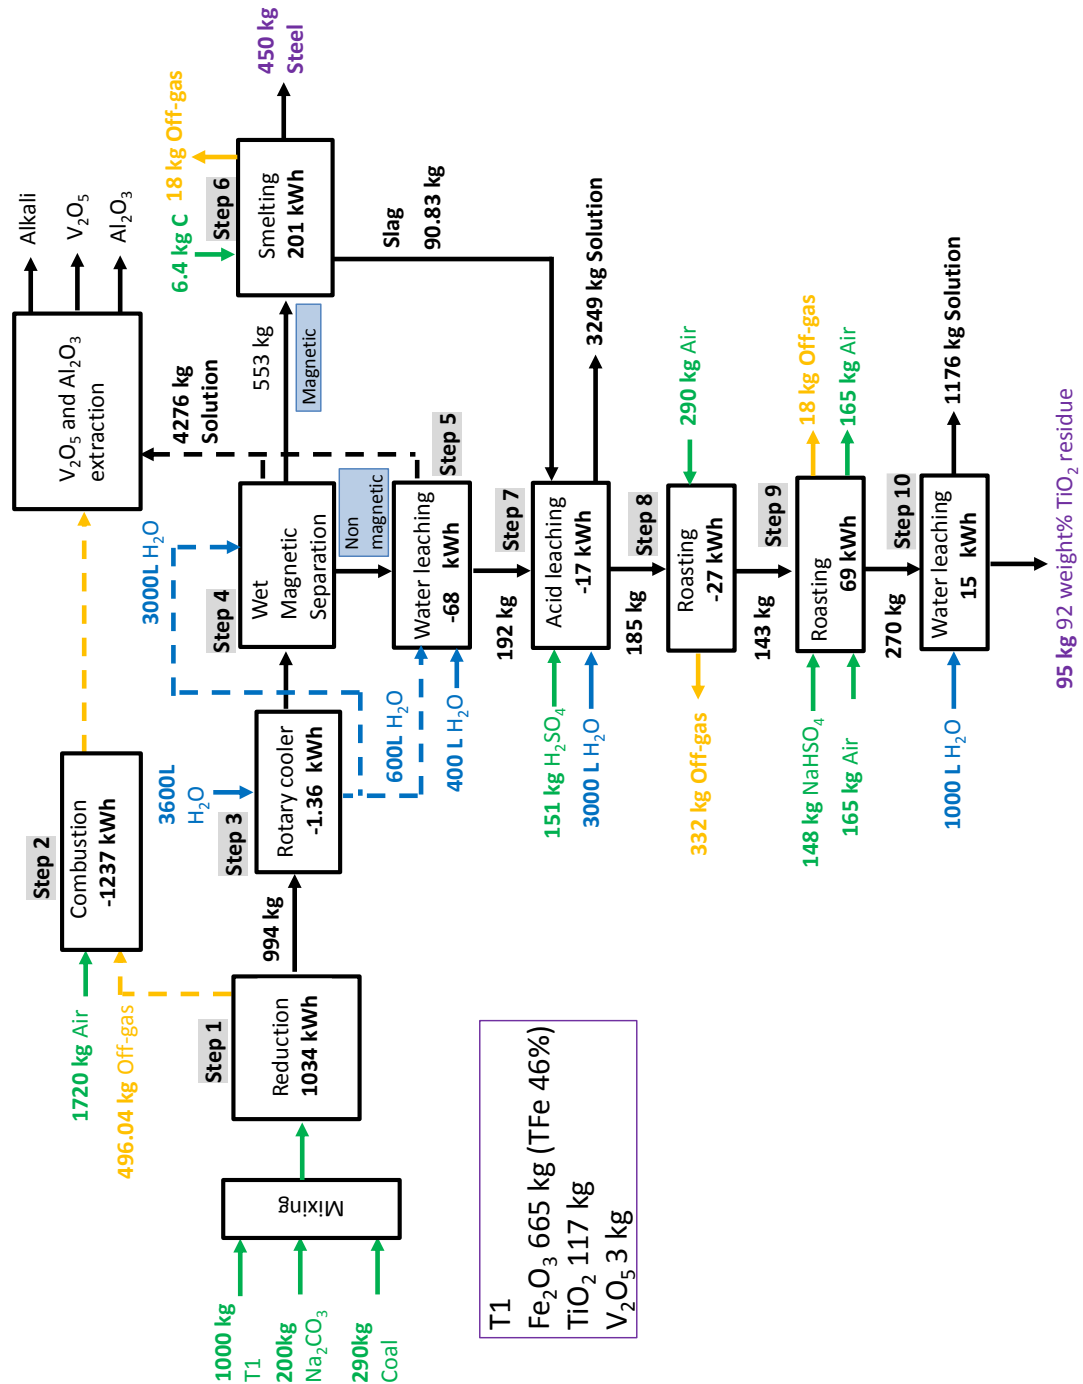 1000 kg
T1
200kg
Na₂CO₃
290kg
Coal
Mixing
Step 1
Reduction
1034 kWh
496.04 kg Off-gas
1720 kg Air
Step 2
Combustion
-1237 kWh
994 kg
3600L
H₂O
Step 3
Rotary cooler
-1.36 kWh
3000L H₂O
600L H₂O
400 L H₂O
Step 4
Wet
Magnetic
Separation
Non
magnetic
553 kg
Magnetic
4276 kg
Solution
V₂O₅ and Al₂O₃
extraction
Alkali
V₂O₅
Al₂O₃
Step 5
Water leaching
-68
kWh
6.4 kg C
18 kg Off-gas
Step 6
Smelting
201 kWh
450 kg
Steel
Slag
90.83 kg
192 kg
Step 7
Acid leaching
-17 kWh
151 kg H₂SO₄
3000 L H₂O
3249 kg Solution
185 kg
Step 8
Roasting
-27 kWh
290 kg Air
332 kg Off-gas
143 kg
Step 9
Roasting
69 kWh
148 kg NaHSO₄
165 kg Air
18 kg Off-gas
165 kg Air
270 kg
Step 10
Water leaching
15 kWh
1000 L H₂O
1176 kg Solution
95 kg 92 weight% TiO₂ residue
T1
Fe₂O₃ 665 kg (TFe 46%)
TiO₂ 117 kg
V₂O₅ 3 kg